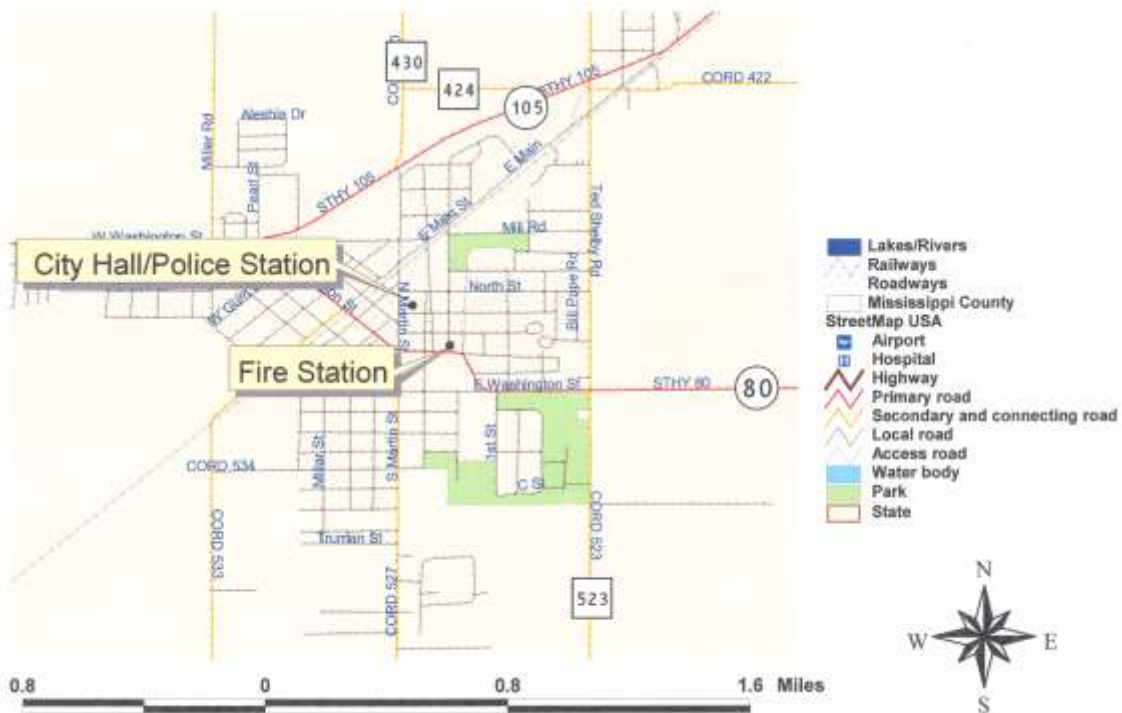 430
424
105
STHY 105
CORD 422
Aleshia Dr
Miller Rd
Pearl St
STHY 105
E Main
E Main St
Ted Shelby Rd
Mill Rd
W Washington St
City Hall/Police Station
North St
Bill Pope Rd
N Martin St
Fire Station
E Washington St
STHY 80
80
S Martin St
1st St
Millar St
CORD 534
C St
CORD 533
Truman St
CORD 527
CORD 523
523
Lakes/Rivers
Railways
Roadways
Mississippi County
StreetMap USA
Airport
Hospital
Highway
Primary road
Secondary and connecting road
Local road
Access road
Water body
Park
State
N
W E
S
0.8 0 0.8 1.6 Miles